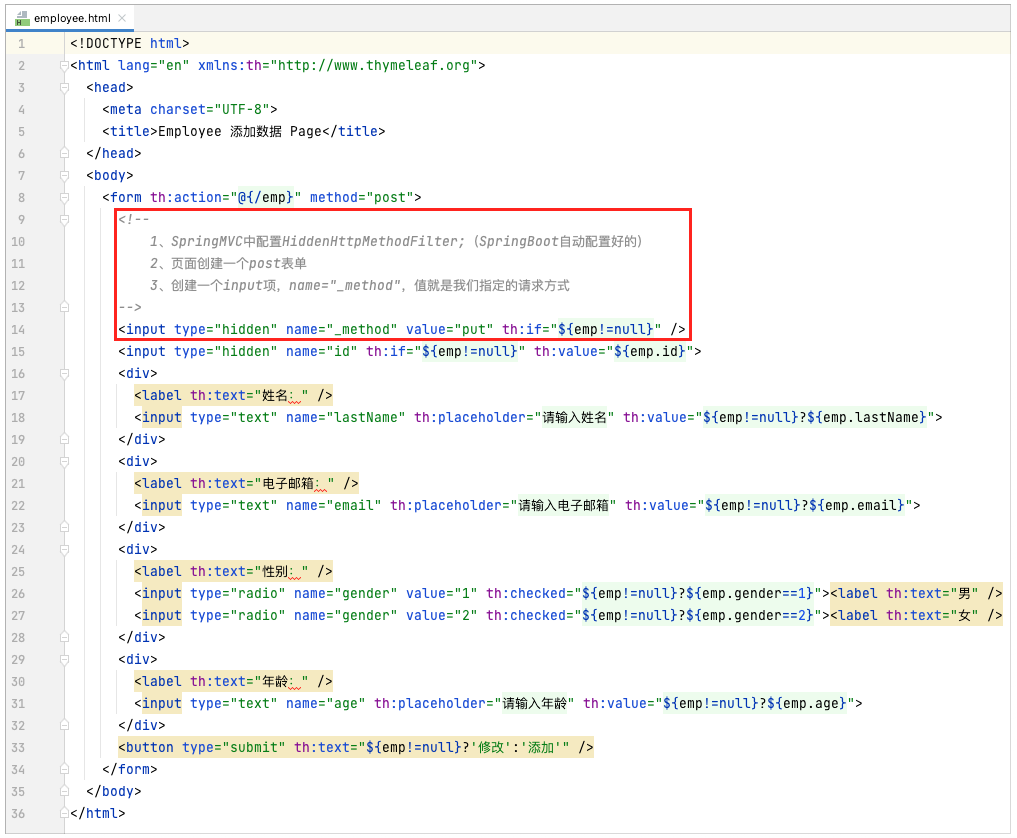 employee.html
1 <!DOCTYPE html>
2 <html lang="en" xmlns:th="http://www.thymeleaf.org">
3 <head>
4 <meta charset="UTF-8">
5 <title>Employee 添加数据 Page</title>
6 </head>
7 <body>
8 <form th:action="@{/emp}" method="post">
9 <!--
10 1、SpringMVC中配置HiddenHttpMethodFilter;（SpringBoot自动配置好的）
11 2、页面创建一个post表单
12 3、创建一个input项，name="_method"，值就是我们指定的请求方式
13 -->
14 <input type="hidden" name="_method" value="put" th:if="${emp!=null}" />
15 <input type="hidden" name="id" th:if="${emp!=null}" th:value="${emp.id}">
16 <div>
17 <label th:text="姓名：" />
18 <input type="text" name="lastName" th:placeholder="请输入姓名" th:value="${emp!=null}?${emp.lastName}">
19 </div>
20 <div>
21 <label th:text="电子邮箱：" />
22 <input type="text" name="email" th:placeholder="请输入电子邮箱" th:value="${emp!=null}?${emp.email}">
23 </div>
24 <div>
25 <label th:text="性别：" />
26 <input type="radio" name="gender" value="1" th:checked="${emp!=null}?${emp.gender==1}"><label th:text="男" />
27 <input type="radio" name="gender" value="2" th:checked="${emp!=null}?${emp.gender==2}"><label th:text="女" />
28 </div>
29 <div>
30 <label th:text="年龄：" />
31 <input type="text" name="age" th:placeholder="请输入年龄" th:value="${emp!=null}?${emp.age}">
32 </div>
33 <button type="submit" th:text="${emp!=null}?'修改':'添加'" />
34 </form>
35 </body>
36 </html>